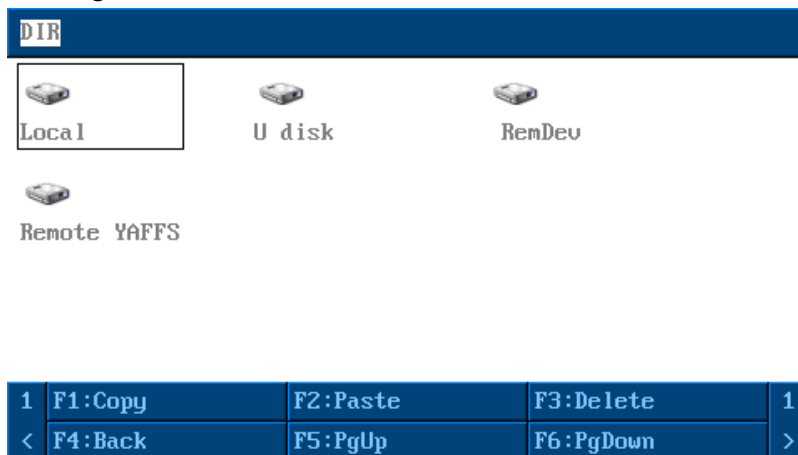 DIR
Local U disk RemDev
Remote YAFFS
1 F1:Copy F2:Paste F3:Delete 1
< F4:Back F5:PgUp F6:PgDown >